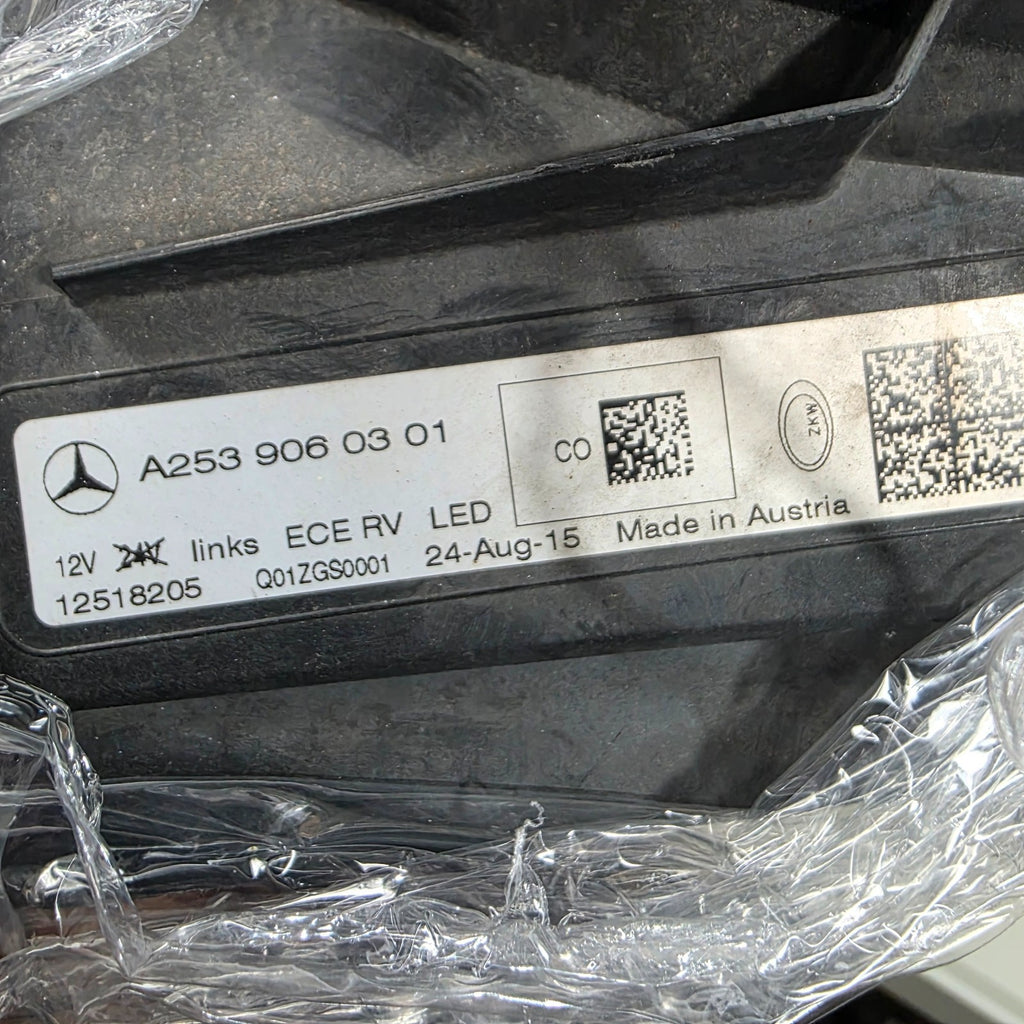 A253 906 03 01
CO
ZKW
12V 24V links ECE RV LED
12518205 Q01ZGS0001 24-Aug-15 Made in Austria